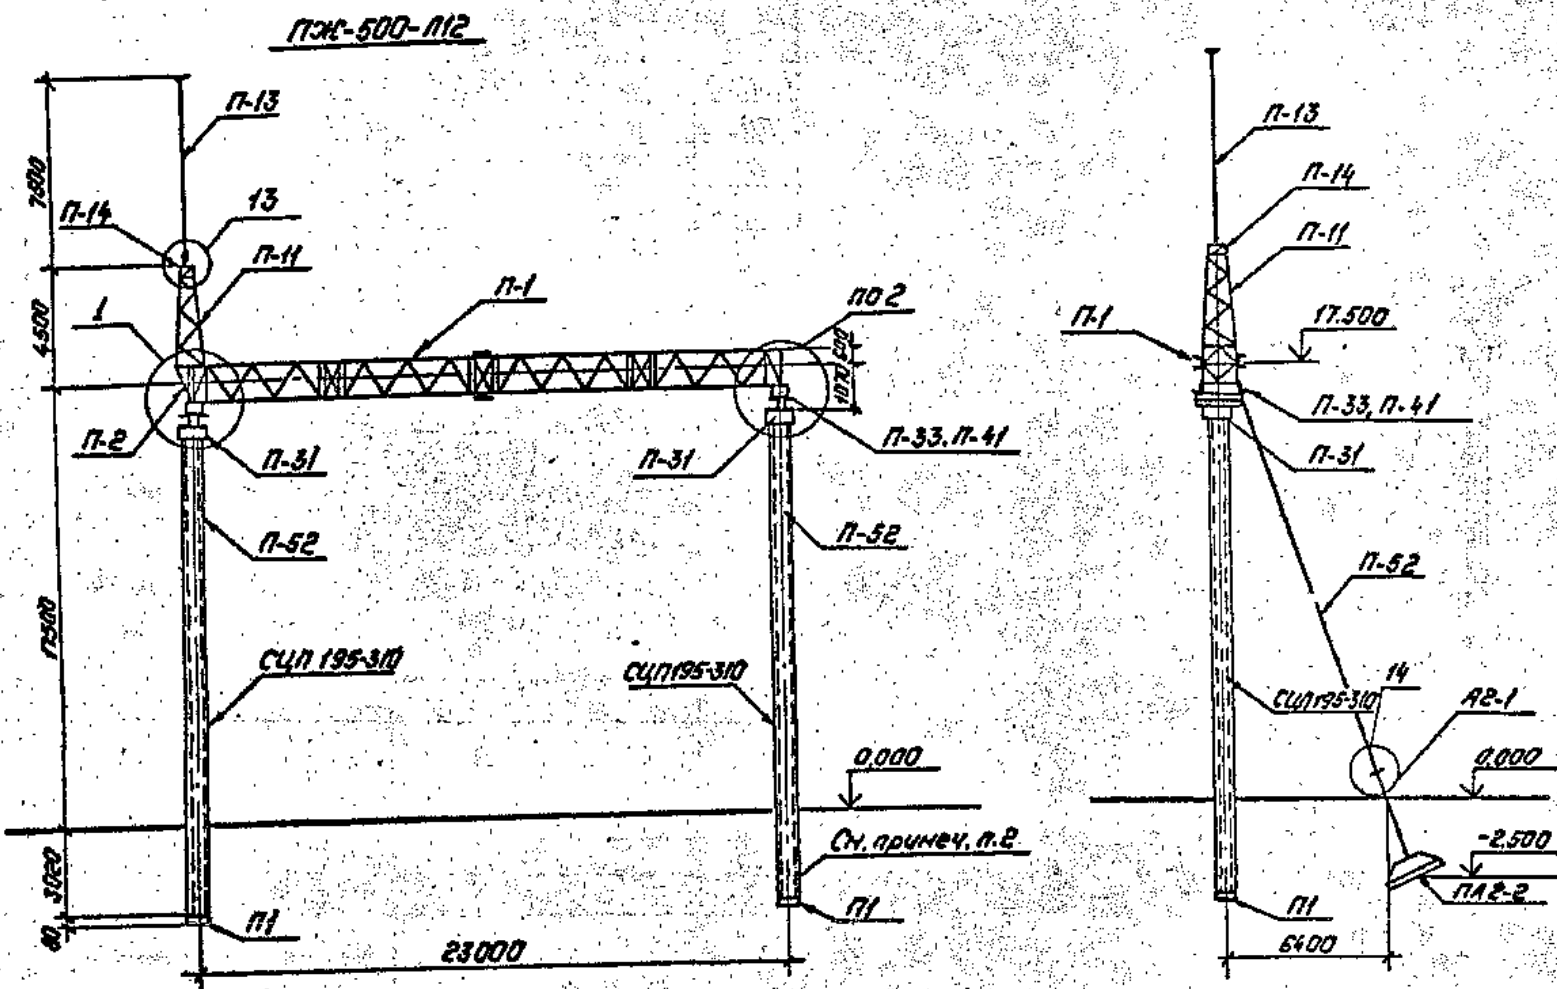 ПЖ-500-П12
П-13
7800
П-14
13
П-11
4500
1
П-1
по 2
600
1070
П-2
П-31
П-31
П-33, П-41
П-52
П-52
17500
СЦП 195-310
СЦП195-310
0.000
См. примеч. п.2
3020
80
П1
П1
23000
П-13
П-14
П-11
П-1
17.500
П-33, П-41
П-31
П-52
14
СЦП195-310
А2-1
0.000
-2.500
ПА2-2
П1
6400